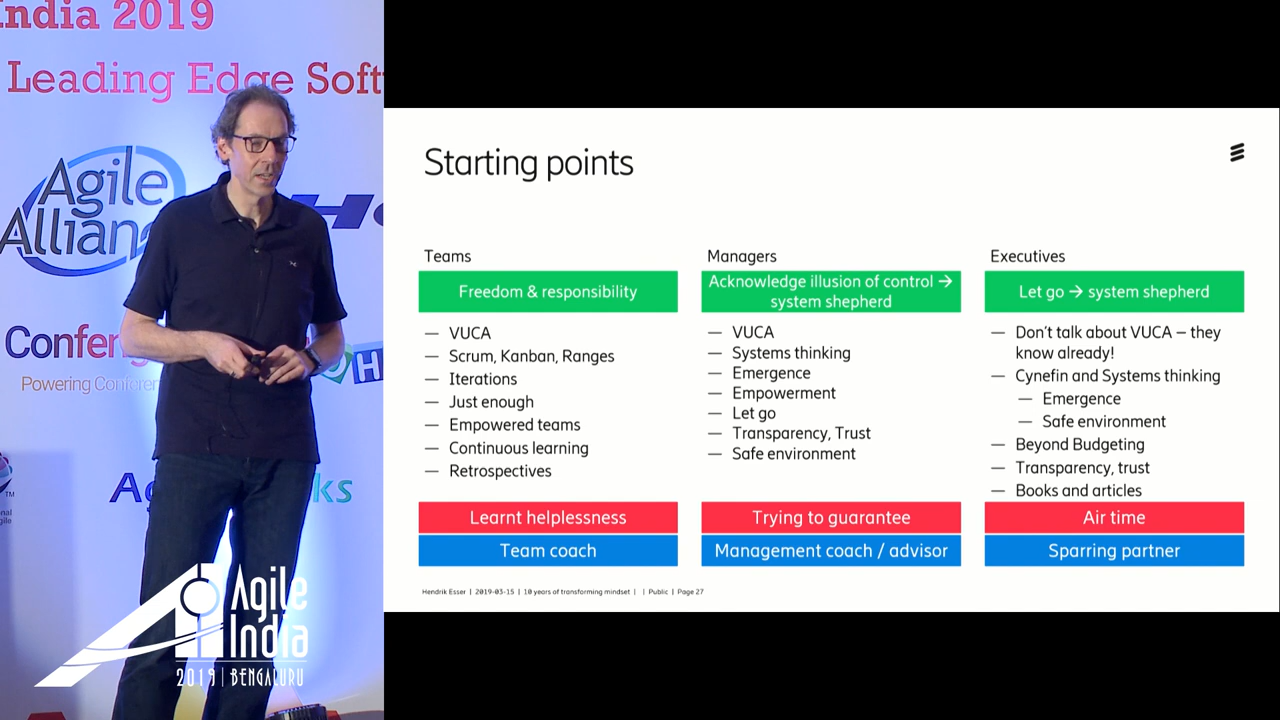 India 2019
Leading Edge Soft
Agile
Allian
Confen
Powering Conferen
Ag
ks
TM
Agile
India
2019 | BENGALURU
Starting points
Teams
Freedom & responsibility
— VUCA
— Scrum, Kanban, Ranges
— Iterations
— Just enough
— Empowered teams
— Continuous learning
— Retrospectives
Learnt helplessness
Team coach
Managers
Acknowledge illusion of control →
system shepherd
— VUCA
— Systems thinking
— Emergence
— Empowerment
— Let go
— Transparency, Trust
— Safe environment
Trying to guarantee
Management coach / advisor
Executives
Let go → system shepherd
— Don't talk about VUCA – they
know already!
— Cynefin and Systems thinking
— Emergence
— Safe environment
— Beyond Budgeting
— Transparency, trust
— Books and articles
Air time
Sparring partner
Hendrik Esser | 2019-03-15 | 10 years of transforming mindset | | Public | Page 27